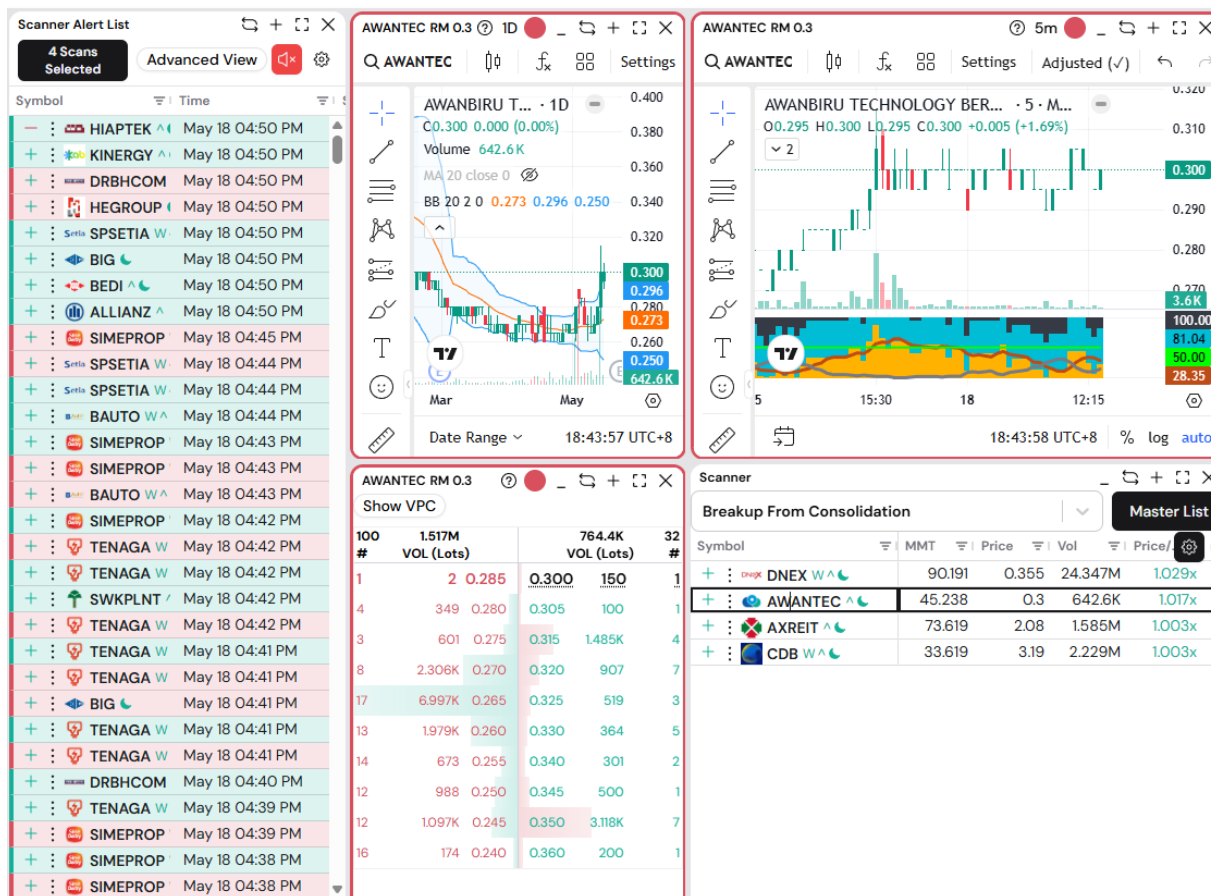 Scanner Alert List
4 Scans Selected
Advanced View
Symbol Time
HIAPTEK May 18 04:50 PM
KINERGY May 18 04:50 PM
DRBHCOM May 18 04:50 PM
HEGROUP May 18 04:50 PM
SPSETIA W May 18 04:50 PM
BIG May 18 04:50 PM
BEDI May 18 04:50 PM
ALLIANZ May 18 04:50 PM
SIMEPROP May 18 04:45 PM
SPSETIA W May 18 04:44 PM
SPSETIA W May 18 04:44 PM
BAUTO W May 18 04:44 PM
SIMEPROP May 18 04:43 PM
SIMEPROP May 18 04:43 PM
BAUTO W May 18 04:43 PM
SIMEPROP May 18 04:42 PM
TENAGA W May 18 04:42 PM
TENAGA W May 18 04:42 PM
SWKPLNT May 18 04:42 PM
TENAGA W May 18 04:42 PM
TENAGA W May 18 04:41 PM
TENAGA W May 18 04:41 PM
BIG May 18 04:41 PM
TENAGA W May 18 04:41 PM
TENAGA W May 18 04:41 PM
DRBHCOM May 18 04:40 PM
TENAGA W May 18 04:39 PM
SIMEPROP May 18 04:39 PM
SIMEPROP May 18 04:38 PM
SIMEPROP May 18 04:38 PM
AWANTEC RM 0.3 1D
AWANTEC Settings
AWANBIRU T... · 1D
C0.300 0.000 (0.00%)
Volume 642.6K
MA 20 close 0
BB 20 2 0 0.273 0.296 0.250
0.400
0.380
0.360
0.340
0.320
0.300
0.296
0.280
0.273
0.260
0.250
642.6K
E
Mar May
Date Range 18:43:57 UTC+8
AWANTEC RM 0.3 5m
AWANTEC Settings Adjusted (✓)
AWANBIRU TECHNOLOGY BER... · 5 · M...
O0.295 H0.300 L0.295 C0.300 +0.005 (+1.69%)
2
0.320
0.310
0.300
0.290
0.280
0.270
3.6K
100.00
81.04
50.00
28.35
5 15:30 18 12:15
18:43:58 UTC+8 % log auto
AWANTEC RM 0.3
Show VPC
100 1.517M 764.4K 32
# VOL (Lots) VOL (Lots) #
1 2 0.285 0.300 150 1
4 349 0.280 0.305 100 1
3 601 0.275 0.315 1.485K 4
8 2.306K 0.270 0.320 907 7
17 6.997K 0.265 0.325 519 3
13 1.979K 0.260 0.330 364 5
14 673 0.255 0.340 301 2
12 988 0.250 0.345 500 1
12 1.097K 0.245 0.350 3.118K 7
16 174 0.240 0.360 200 1
Scanner
Breakup From Consolidation Master List
Symbol MMT Price Vol Price/.
DNEX W 90.191 0.355 24.347M 1.029x
AWANTEC 45.238 0.3 642.6K 1.017x
AXREIT 73.619 2.08 1.585M 1.003x
CDB W 33.619 3.19 2.229M 1.003x